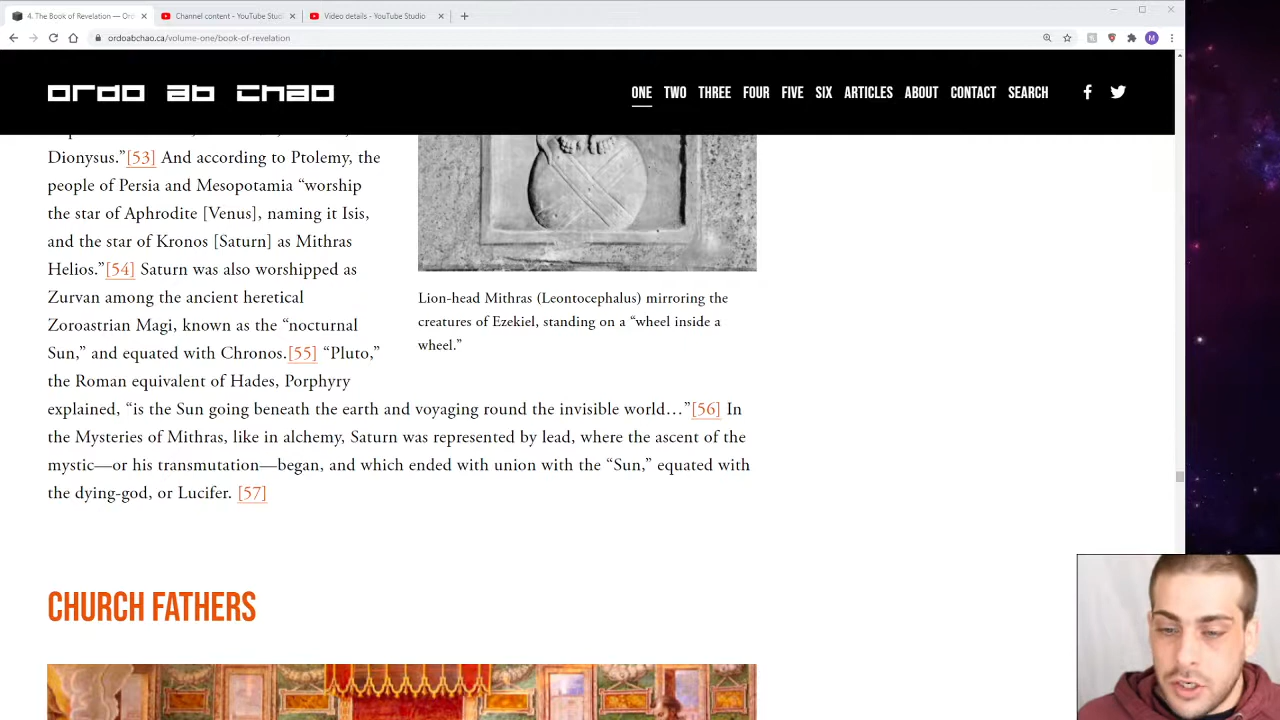 4. The Book of Revelation — Ord
Channel content - YouTube Studi
Video details - YouTube Studio
ordoabchao.ca/volume-one/book-of-revelation
M
ordo ab chao
ONE TWO THREE FOUR FIVE SIX ARTICLES ABOUT CONTACT SEARCH
Dionysus.”[53] And according to Ptolemy, the
people of Persia and Mesopotamia “worship
the star of Aphrodite [Venus], naming it Isis,
and the star of Kronos [Saturn] as Mithras
Helios.”[54] Saturn was also worshipped as
Zurvan among the ancient heretical
Zoroastrian Magi, known as the “nocturnal
Sun,” and equated with Chronos.[55] “Pluto,”
the Roman equivalent of Hades, Porphyry
explained, “is the Sun going beneath the earth and voyaging round the invisible world…”[56] In
the Mysteries of Mithras, like in alchemy, Saturn was represented by lead, where the ascent of the
mystic—or his transmutation—began, and which ended with union with the “Sun,” equated with
the dying-god, or Lucifer. [57]
Lion-head Mithras (Leontocephalus) mirroring the
creatures of Ezekiel, standing on a “wheel inside a
wheel.”
CHURCH FATHERS